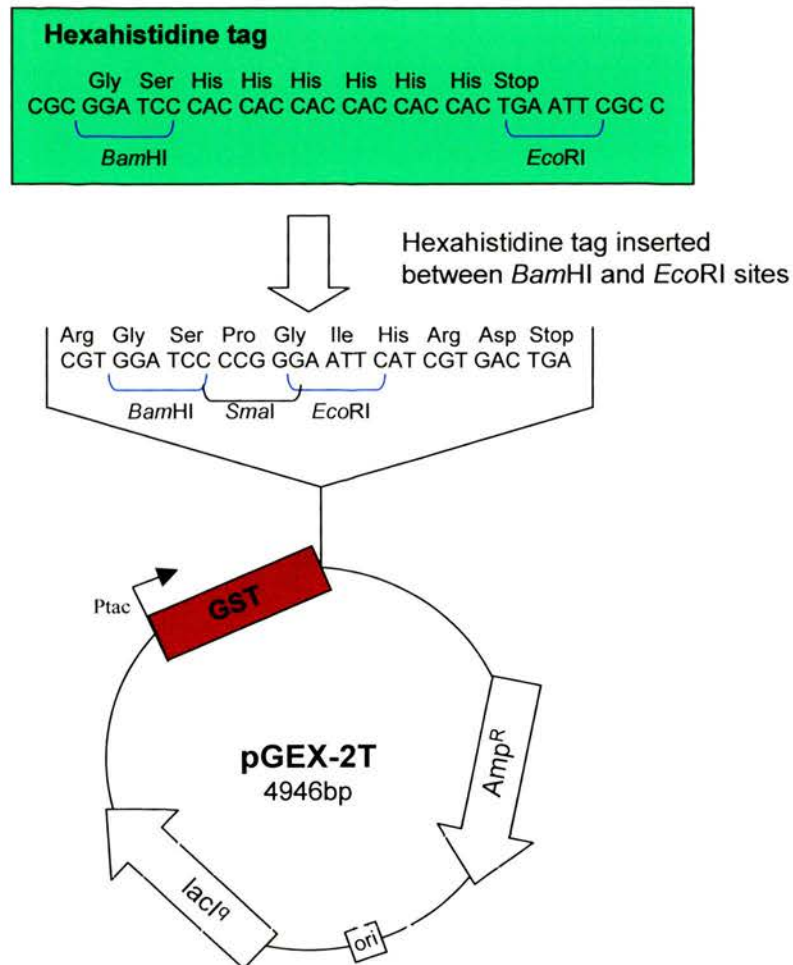 Hexahistidine tag
Gly Ser His His His His His His Stop
CGC GGA TCC CAC CAC CAC CAC CAC CAC TGA ATT CGC C
BamHI EcoRI
Hexahistidine tag inserted
between BamHI and EcoRI sites
Arg Gly Ser Pro Gly Ile His Arg Asp Stop
CGT GGA TCC CCG GGA ATT CAT CGT GAC TGA
BamHI SmaI EcoRI
Ptac
GST
pGEX-2T
4946bp
Amp^R
lacI^q
ori